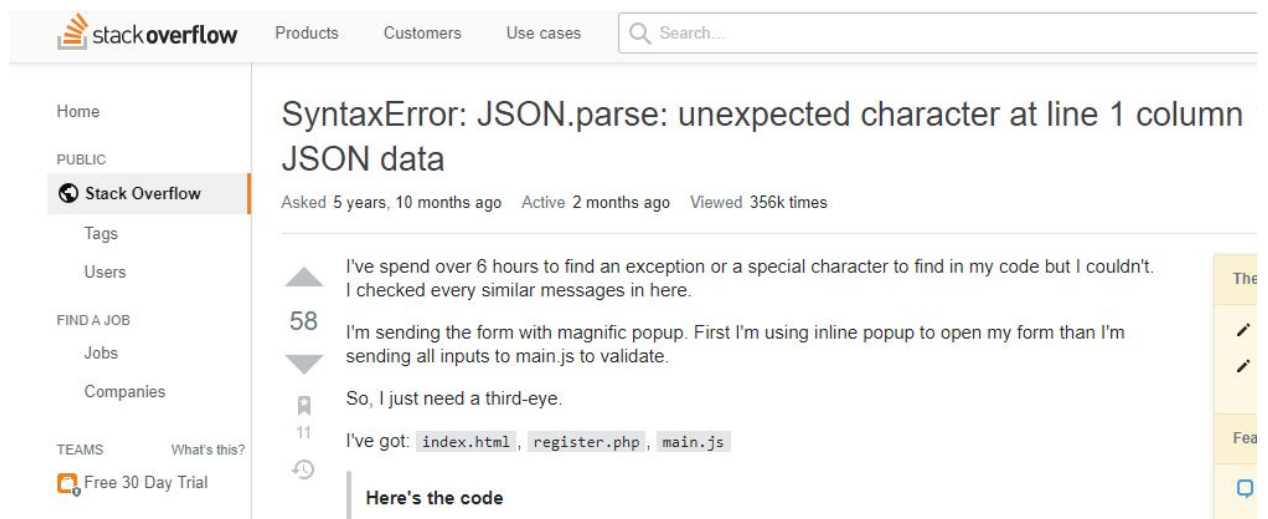 stackoverflow Products Customers Use cases Search...
Home
PUBLIC
Stack Overflow
Tags
Users
FIND A JOB
Jobs
Companies
TEAMS What's this?
Free 30 Day Trial
SyntaxError: JSON.parse: unexpected character at line 1 column
JSON data
Asked 5 years, 10 months ago Active 2 months ago Viewed 356k times
58
11
I've spend over 6 hours to find an exception or a special character to find in my code but I couldn't.
I checked every similar messages in here.
I'm sending the form with magnific popup. First I'm using inline popup to open my form than I'm
sending all inputs to main.js to validate.
So, I just need a third-eye.
I've got: index.html, register.php, main.js
Here's the code
The
Fea